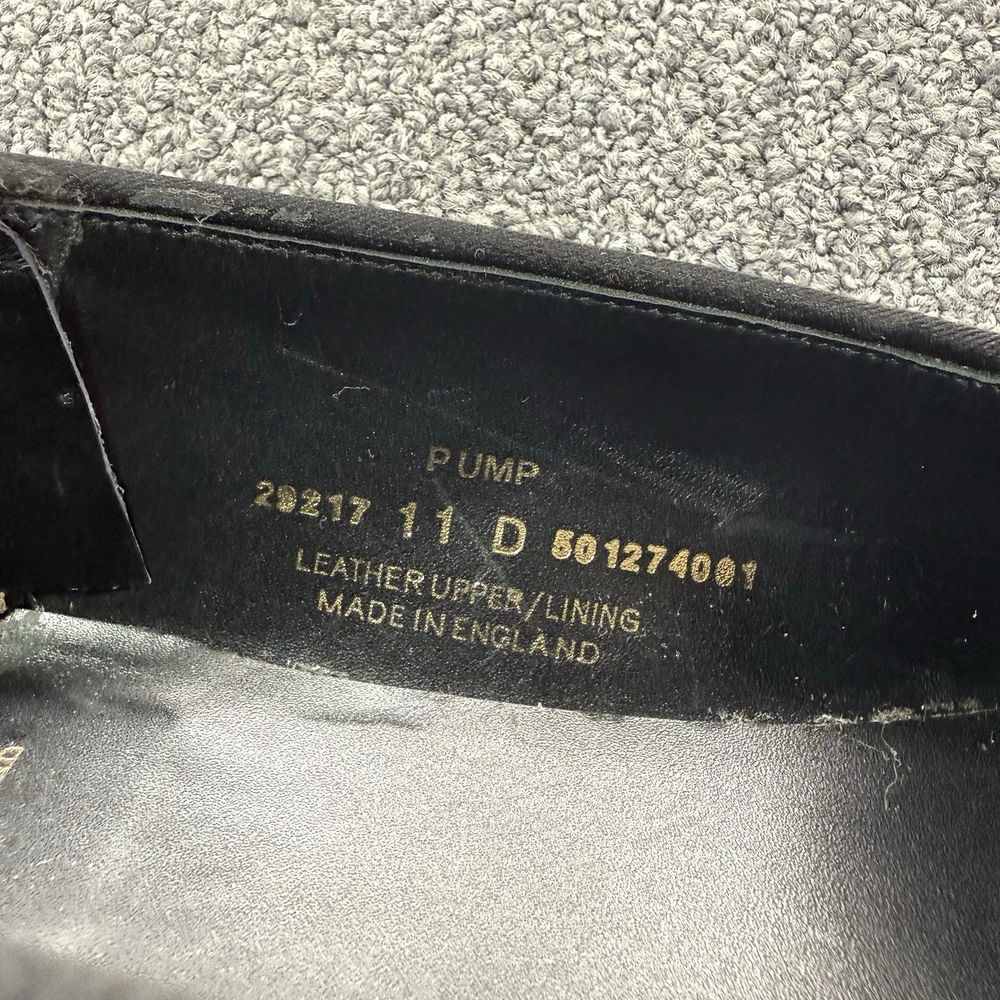 PUMP
29217 11 D 501274001
LEATHER UPPER/LINING
MADE IN ENGLAND